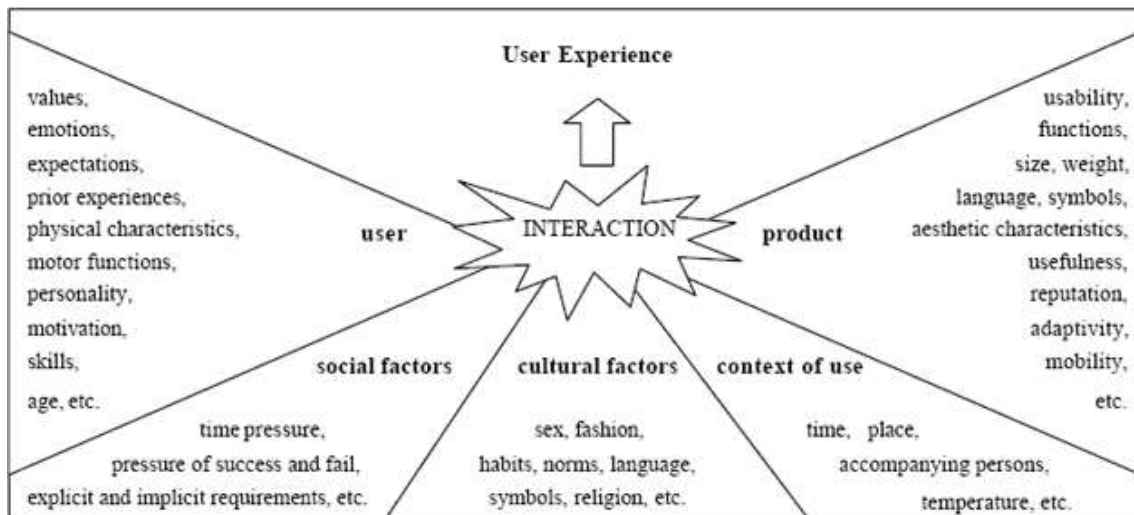 User Experience
values,
emotions,
expectations,
prior experiences,
physical characteristics,
motor functions,
personality,
motivation,
skills,
age, etc.
user
INTERACTION
product
usability,
functions,
size, weight,
language, symbols,
aesthetic characteristics,
usefulness,
reputation,
adaptivity,
mobility,
etc.
social factors
time pressure,
pressure of success and fail,
explicit and implicit requirements, etc.
cultural factors
sex, fashion,
habits, norms, language,
symbols, religion, etc.
context of use
time, place,
accompanying persons,
temperature, etc.